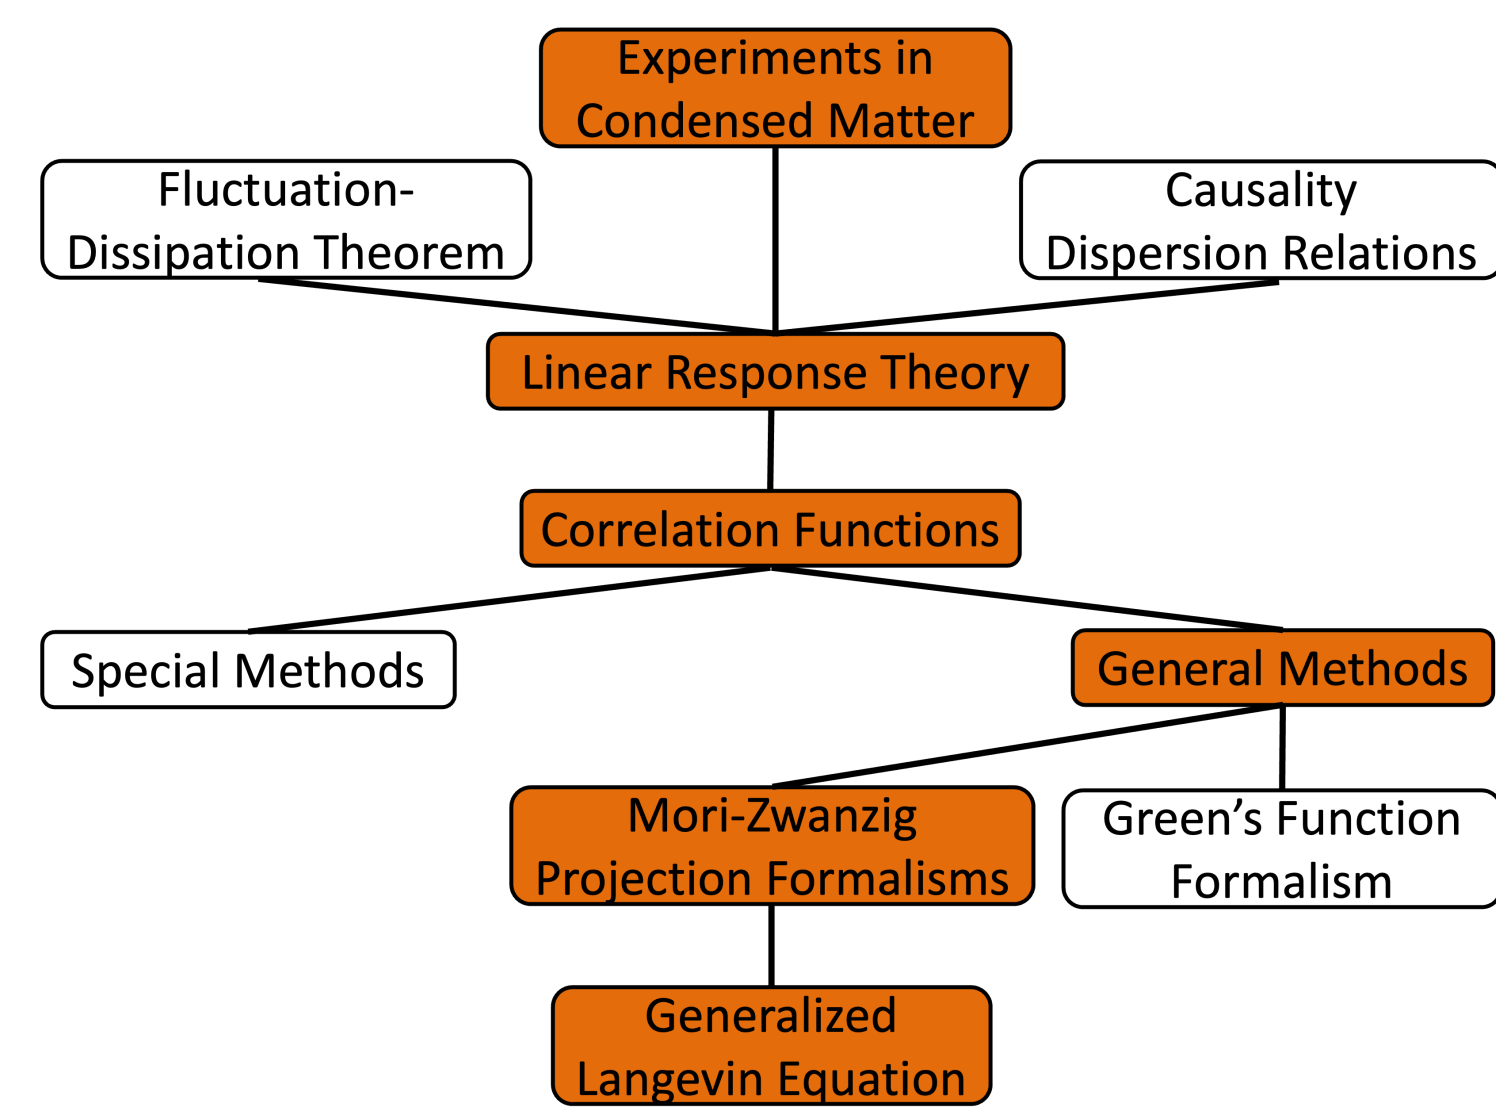 Experiments in
Condensed Matter
Fluctuation-
Dissipation Theorem
Causality
Dispersion Relations
Linear Response Theory
Correlation Functions
Special Methods
General Methods
Mori-Zwanzig
Projection Formalisms
Green’s Function
Formalism
Generalized
Langevin Equation